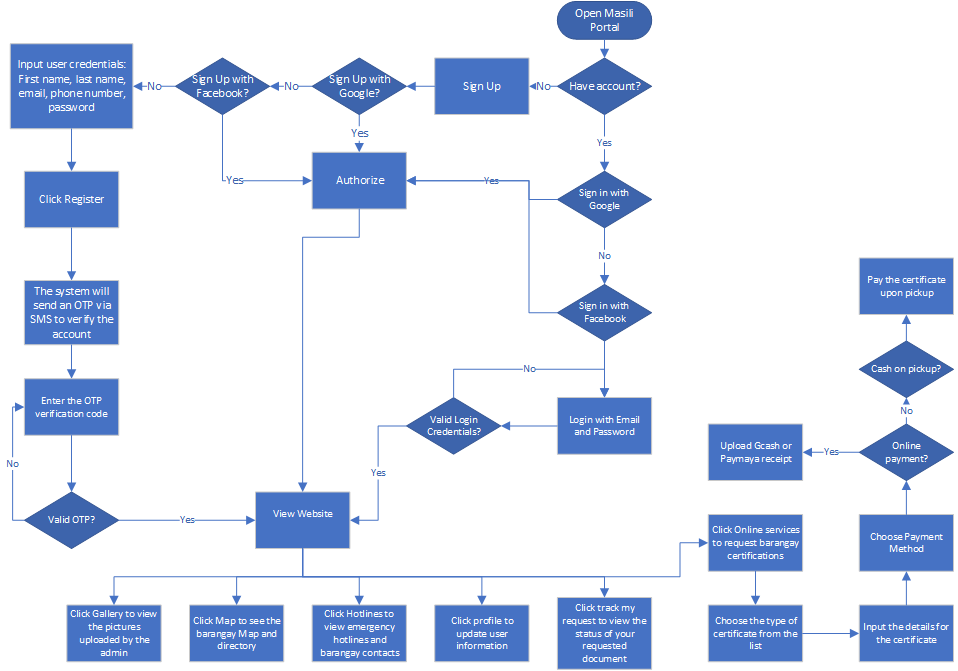 Open Masili
Portal
Have account?
No
Sign Up
Sign Up with
Google?
No
Sign Up with
Facebook?
No
Input user credentials:
First name, last name,
email, phone number,
password
Yes
Yes
Authorize
Yes
Yes
Sign in with
Google
No
Sign in with
Facebook
Click Register
The system will
send an OTP via
SMS to verify the
account
Enter the OTP
verification code
No
Valid OTP?
Yes
No
Valid Login
Credentials?
Login with Email
and Password
Yes
View Website
Pay the certificate
upon pickup
Cash on pickup?
No
Online
payment?
Yes
Upload Gcash or
Paymaya receipt
Choose Payment
Method
Click Online services
to request barangay
certifications
Choose the type of
certificate from the
list
Input the details for
the certificate
Click Gallery to view
the pictures
uploaded by the
admin
Click Map to see the
barangay Map and
directory
Click Hotlines to
view emergency
hotlines and
barangay contacts
Click profile to
update user
information
Click track my
request to view the
status of your
requested
document